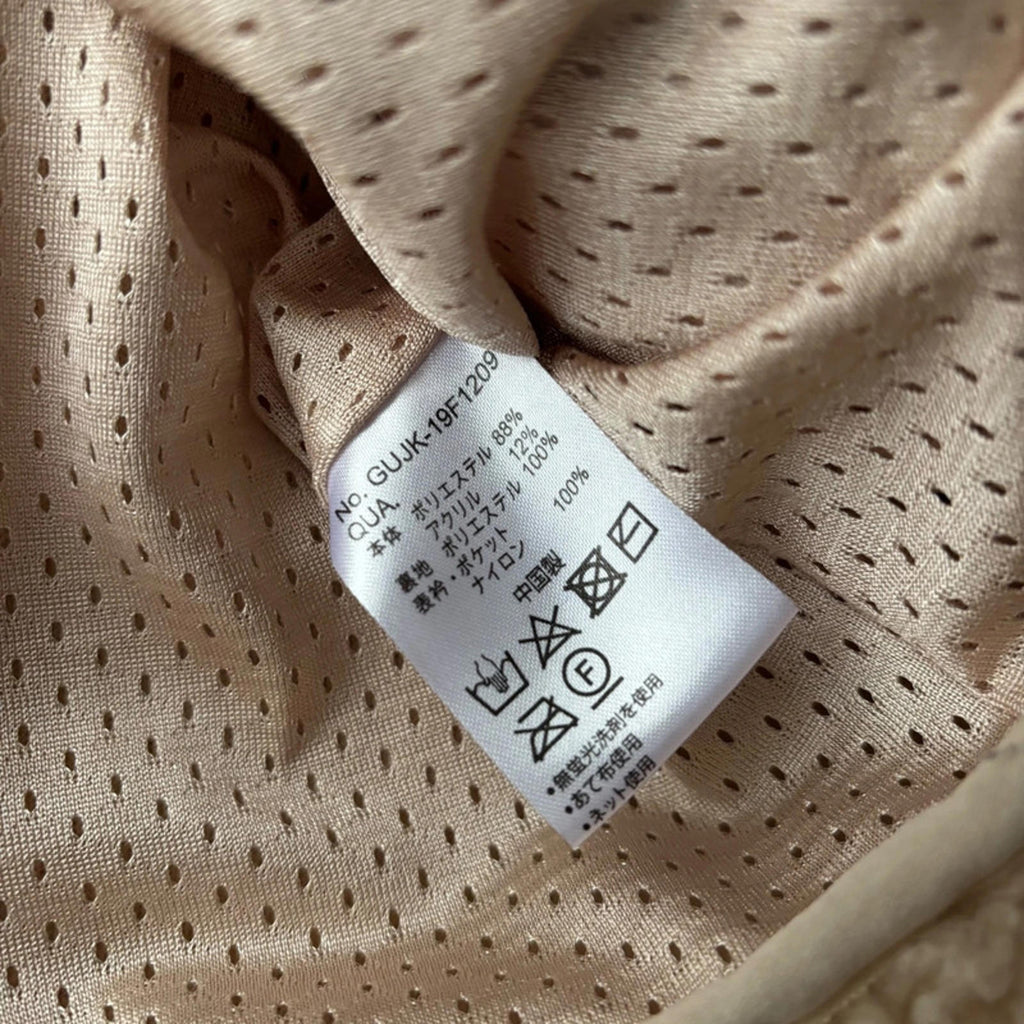 No. GUJK-19F1209
QUA.
本体 ポリエステル 88%
アクリル 12%
裏地 ポリエステル 100%
表衿・ポケット
ナイロン 100%
中国製
F
•無蛍光洗剤を使用
•あて布使用
•ネット使用